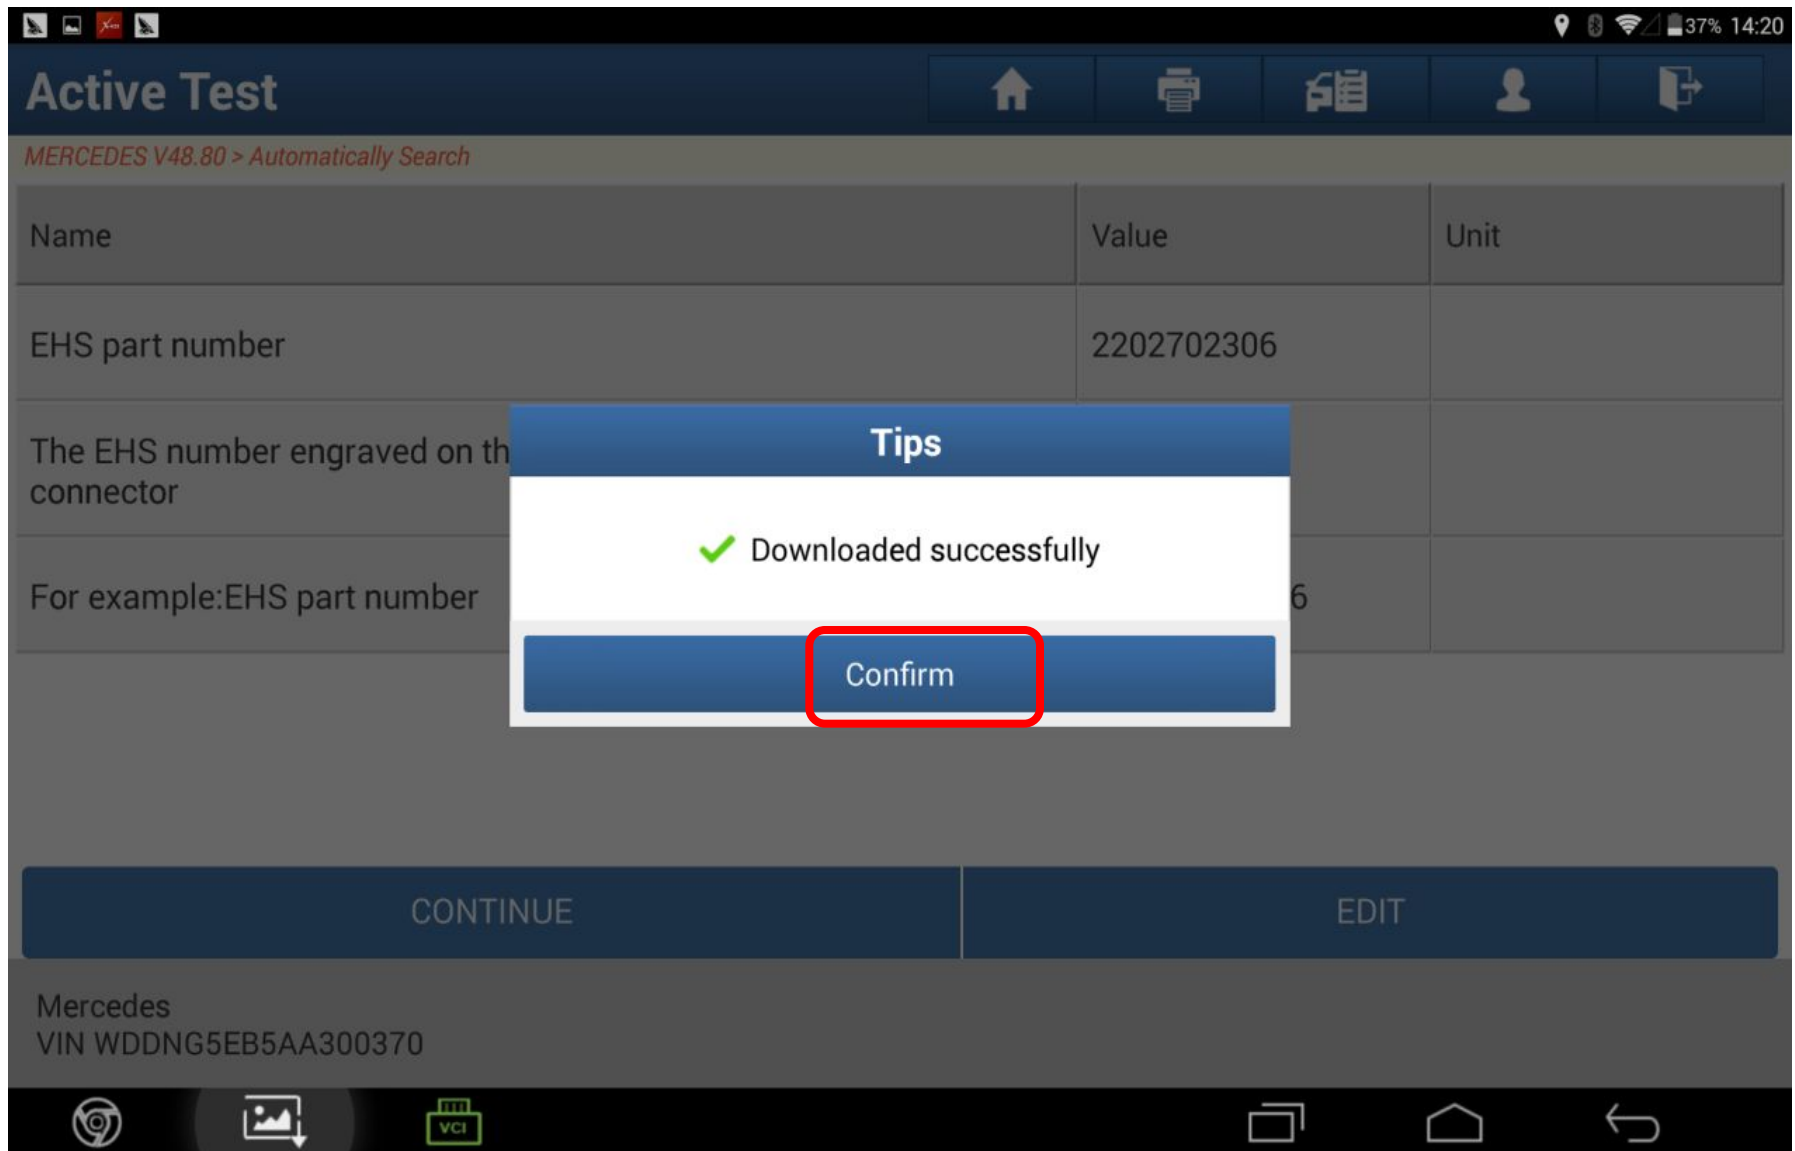 37% 14:20
Active Test
MERCEDES V48.80 > Automatically Search
Name Value Unit
EHS part number 2202702306
The EHS number engraved on th
connector
For example:EHS part number 6
Tips
Downloaded successfully
Confirm
CONTINUE EDIT
Mercedes
VIN WDDNG5EB5AA300370
VCI